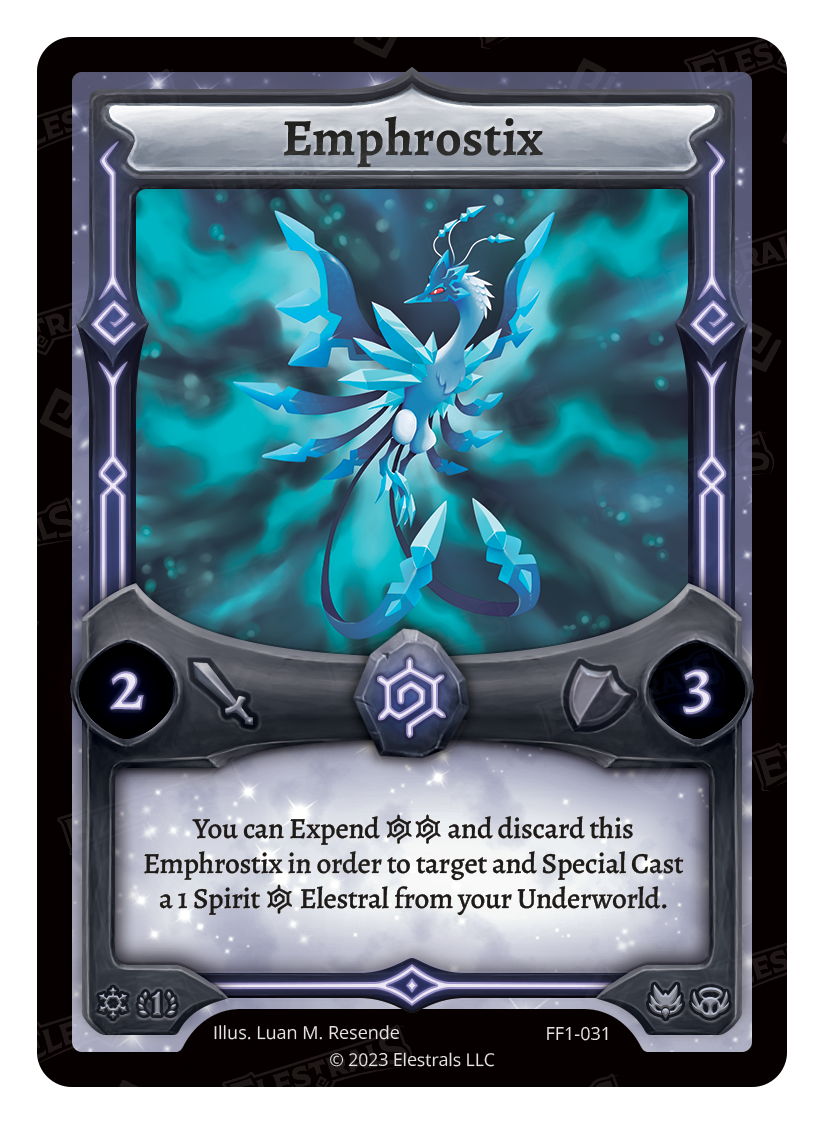 Emphrostix
2
3
You can Expend and discard this
Emphrostix in order to target and Special Cast
a 1 Spirit Elestral from your Underworld.
1
Illus. Luan M. Resende
FF1-031
© 2023 Elestrals LLC